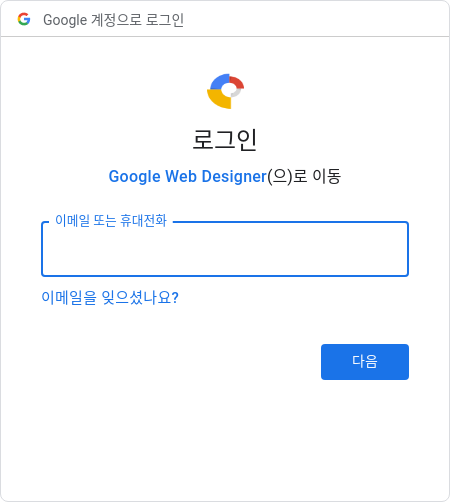 Google 계정으로 로그인
로그인
Google Web Designer(으)로 이동
이메일 또는 휴대전화
이메일을 잊으셨나요?
다음